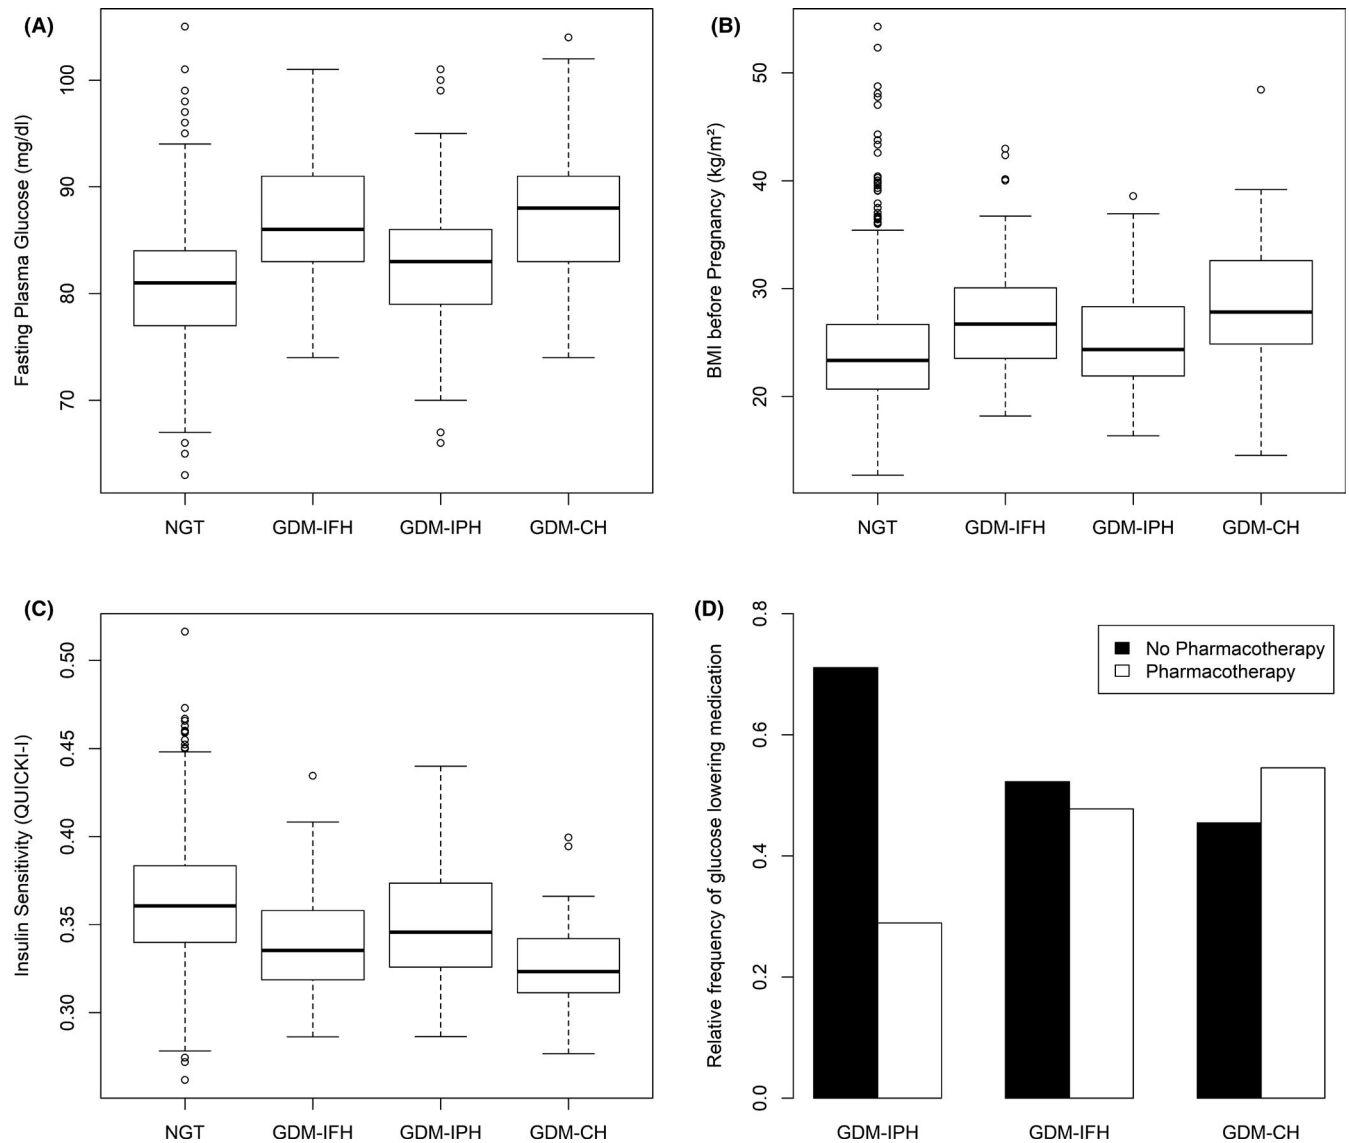 (A)
Fasting Plasma Glucose (mg/dl)
100
90
80
70
NGT GDM-IFH GDM-IPH GDM-CH
(B)
BMI before Pregnancy (kg/m²)
50
40
30
20
NGT GDM-IFH GDM-IPH GDM-CH
(C)
Insulin Sensitivity (QUICKI-I)
0.50
0.45
0.40
0.35
0.30
NGT GDM-IFH GDM-IPH GDM-CH
(D)
Relative frequency of glucose lowering medication
0.8
0.6
0.4
0.2
0.0
No Pharmacotherapy
Pharmacotherapy
GDM-IPH GDM-IFH GDM-CH